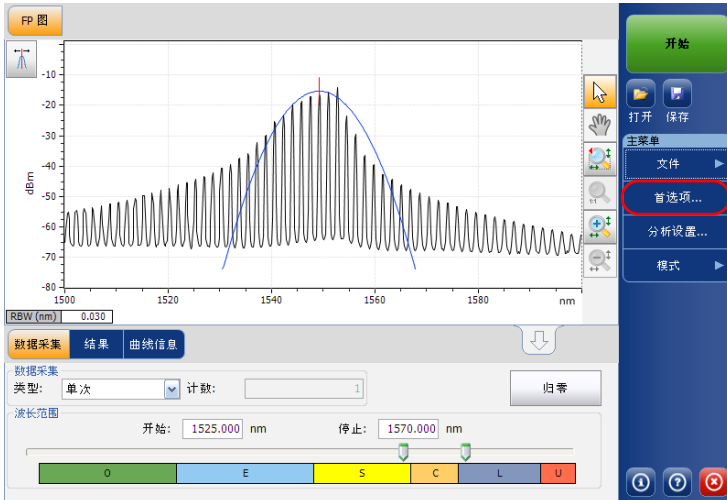 FP 图
开始
打开 保存
主菜单
文件
首选项...
分析设置...
模式
dBm
-10
-20
-30
-40
-50
-60
-70
-80
1500 1520 1540 1560 1580 nm
RBW (nm) 0.030
1:1
数据采集 结果 曲线信息
数据采集
类型: 单次 计数: 1 归零
波长范围
开始: 1525.000 nm 停止: 1570.000 nm
O E S C L U